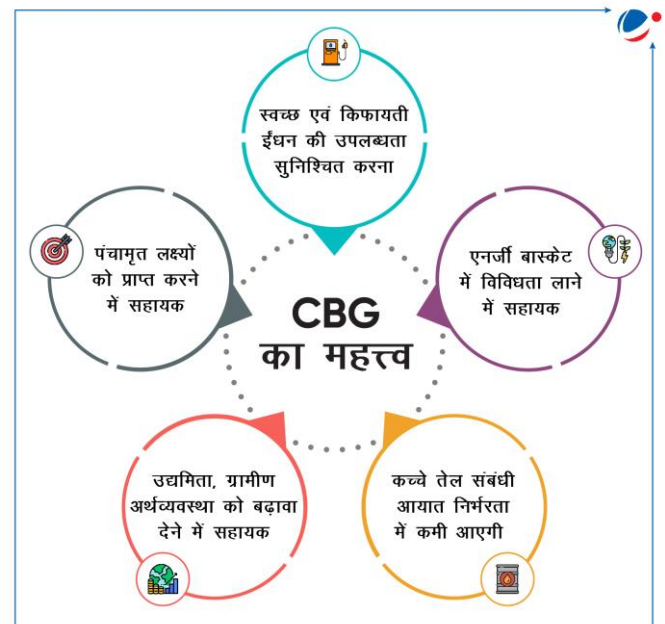 स्वच्छ एवं किफायती
ईंधन की उपलब्धता
सुनिश्चित करना
एनर्जी बास्केट
में विविधता लाने
में सहायक
कच्चे तेल संबंधी
आयात निर्भरता
में कमी आएगी
उद्यमिता, ग्रामीण
अर्थव्यवस्था को बढ़ावा
देने में सहायक
पंचामृत लक्ष्यों
को प्राप्त करने
में सहायक
CBG
का महत्त्व